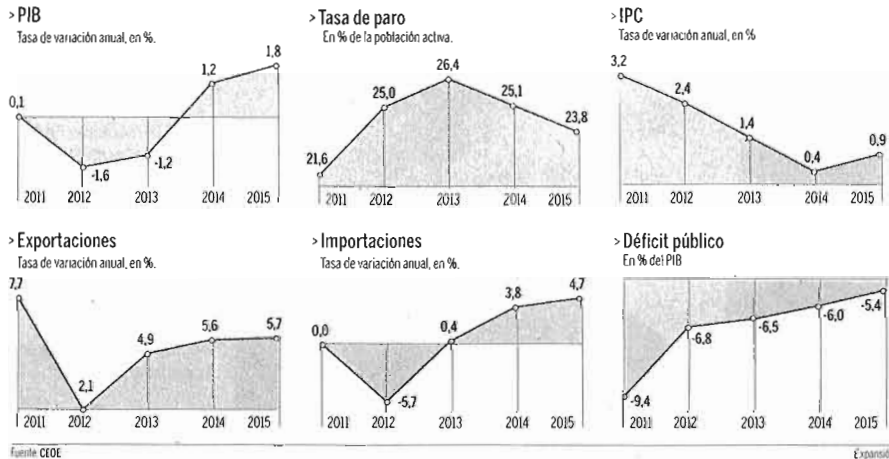 > PIB
Tasa de variación anual, en %.
0,1
-1,6
-1,2
1,2
1,8
2011 2012 2013 2014 2015
> Tasa de paro
En % de la población activa.
21,6
25,0
26,4
25,1
23,8
2011 2012 2013 2014 2015
> IPC
Tasa de variación anual, en %
3,2
2,4
1,4
0,4
0,9
2011 2012 2013 2014 2015
> Exportaciones
Tasa de variación anual, en %.
7,7
2,1
4,9
5,6
5,7
2011 2012 2013 2014 2015
> Importaciones
Tasa de variación anual, en %.
0,0
-5,7
0,4
3,8
4,7
2011 2012 2013 2014 2015
> Déficit público
En % del PIB
-9,4
-6,8
-6,5
-6,0
-5,4
2011 2012 2013 2014 2015
Fuente CEOE
Expansió